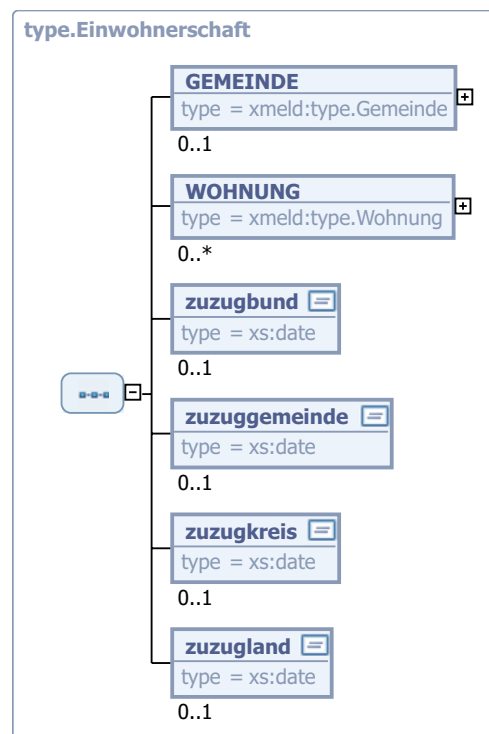 type.Einwohnerschaft
GEMEINDE
type = xmeld:type.Gemeinde
0..1
WOHNUNG
type = xmeld:type.Wohnung
0..*
zuzugbund
type = xs:date
0..1
zuzuggemeinde
type = xs:date
0..1
zuzugkreis
type = xs:date
0..1
zuzugland
type = xs:date
0..1